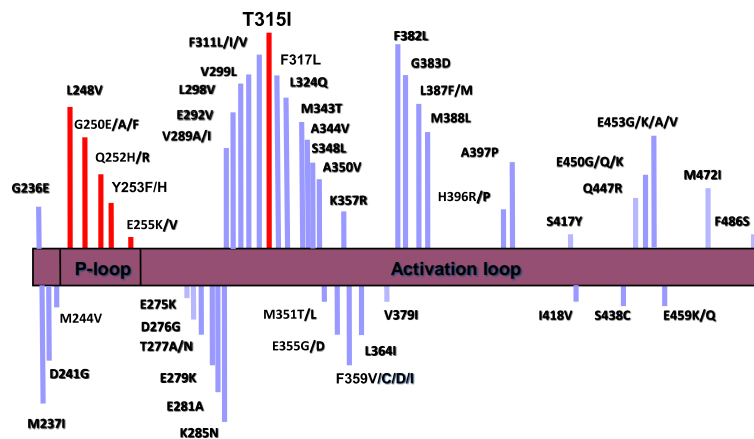 T315I
F311L/I/V
F317L
V299L
L298V
L324Q
L248V
E292V
V289A/I
G250E/A/F
Q252H/R
Y253F/H
G236E
E255K/V
M343T
A344V
S348L
A350V
K357R
F382L
G383D
L387F/M
M388L
A397P
H396R/P
E453G/K/A/V
E450G/Q/K
Q447R
M472I
S417Y
F486S
P-loop
Activation loop
M244V
D241G
M237I
E275K
D276G
T277A/N
E279K
E281A
K285N
M351T/L
E355G/D
F359V/C/D/I
L364I
V379I
I418V
S438C
E459K/Q